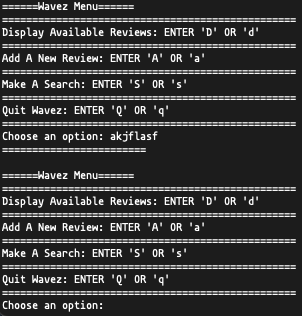 ======Wavez Menu======
=================================================
Display Available Reviews: ENTER 'D' OR 'd'
=================================================
Add A New Review: ENTER 'A' OR 'a'
=================================================
Make A Search: ENTER 'S' OR 's'
=================================================
Quit Wavez: ENTER 'Q' OR 'q'
=================================================
Choose an option: akjflasf
========================
======Wavez Menu======
=================================================
Display Available Reviews: ENTER 'D' OR 'd'
=================================================
Add A New Review: ENTER 'A' OR 'a'
=================================================
Make A Search: ENTER 'S' OR 's'
=================================================
Quit Wavez: ENTER 'Q' OR 'q'
=================================================
Choose an option: